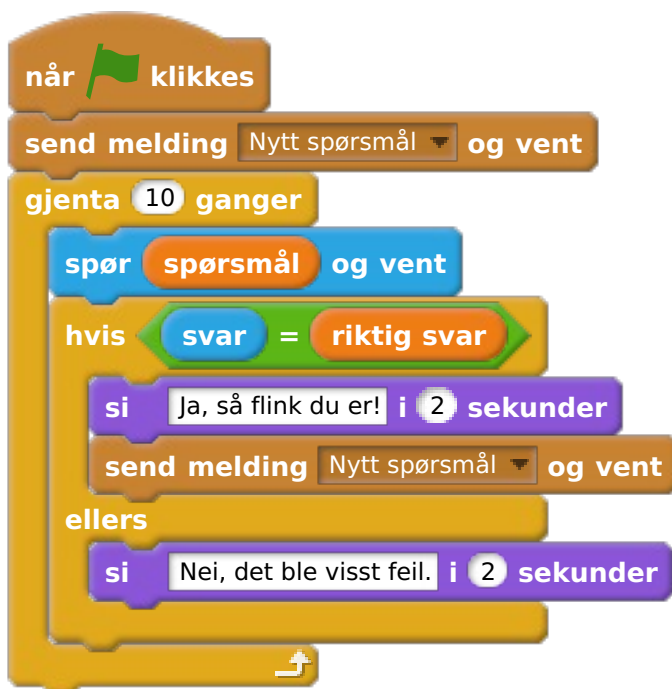 når klikkes
send melding Nytt spørsmål og vent
gjenta 10 ganger
spør spørsmål og vent
hvis svar = riktig svar
si Ja, så flink du er! i 2 sekunder
send melding Nytt spørsmål og vent
ellers
si Nei, det ble visst feil. i 2 sekunder